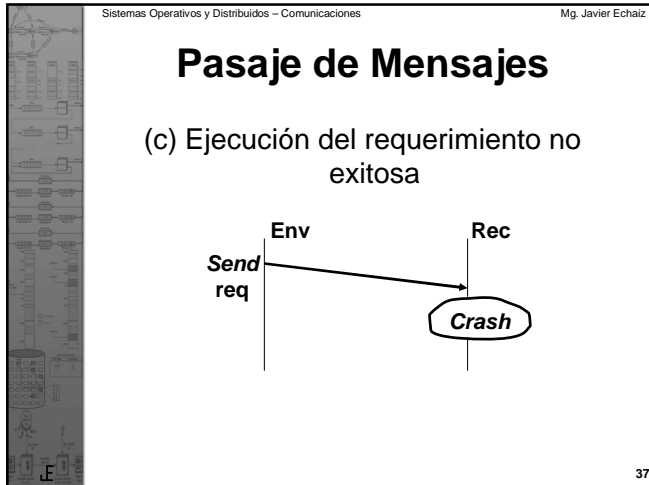 Sistemas Operativos y Distribuidos – Comunicaciones
Mg. Javier Echaiz
Pasaje de Mensajes
(c) Ejecución del requerimiento no
exitosa
Env
Rec
Send
req
Crash
37